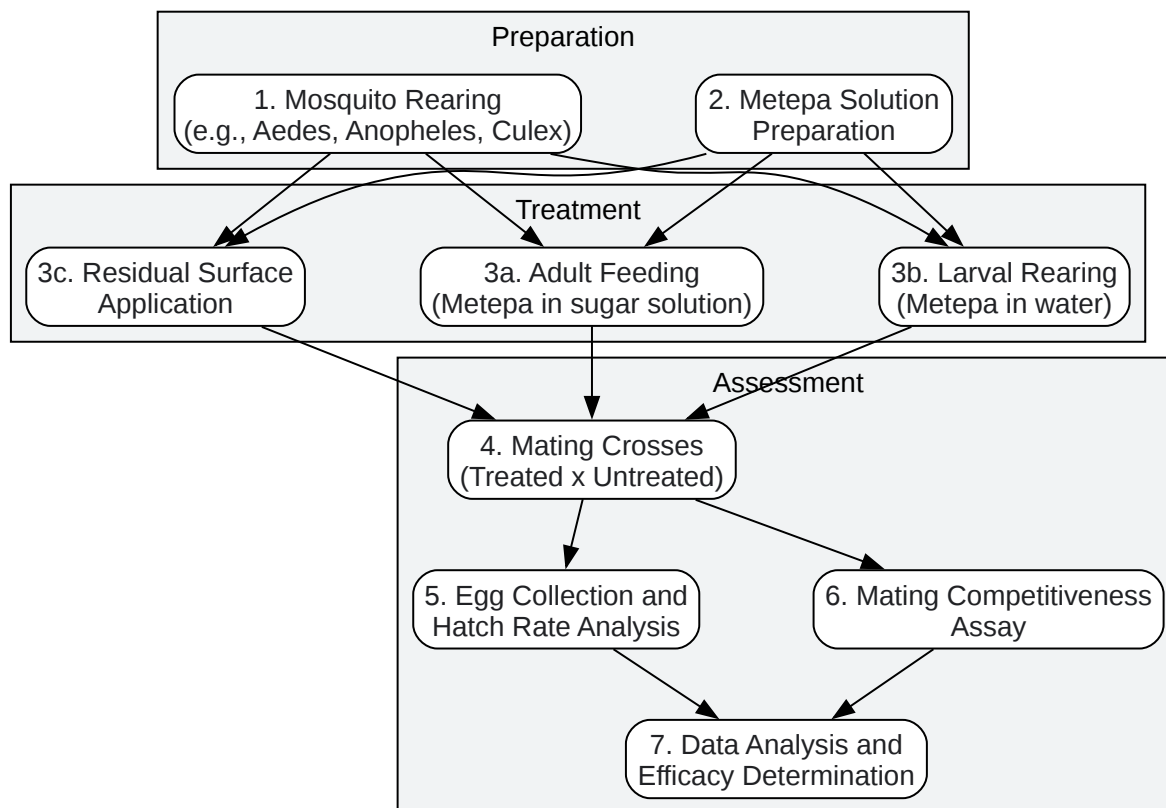 Preparation
1. Mosquito Rearing
(e.g., Aedes, Anopheles, Culex)
2. Metepa Solution
Preparation
Treatment
3c. Residual Surface
Application
3a. Adult Feeding
(Metepa in sugar solution)
3b. Larval Rearing
(Metepa in water)
Assessment
4. Mating Crosses
(Treated x Untreated)
5. Egg Collection and
Hatch Rate Analysis
6. Mating Competitiveness
Assay
7. Data Analysis and
Efficacy Determination